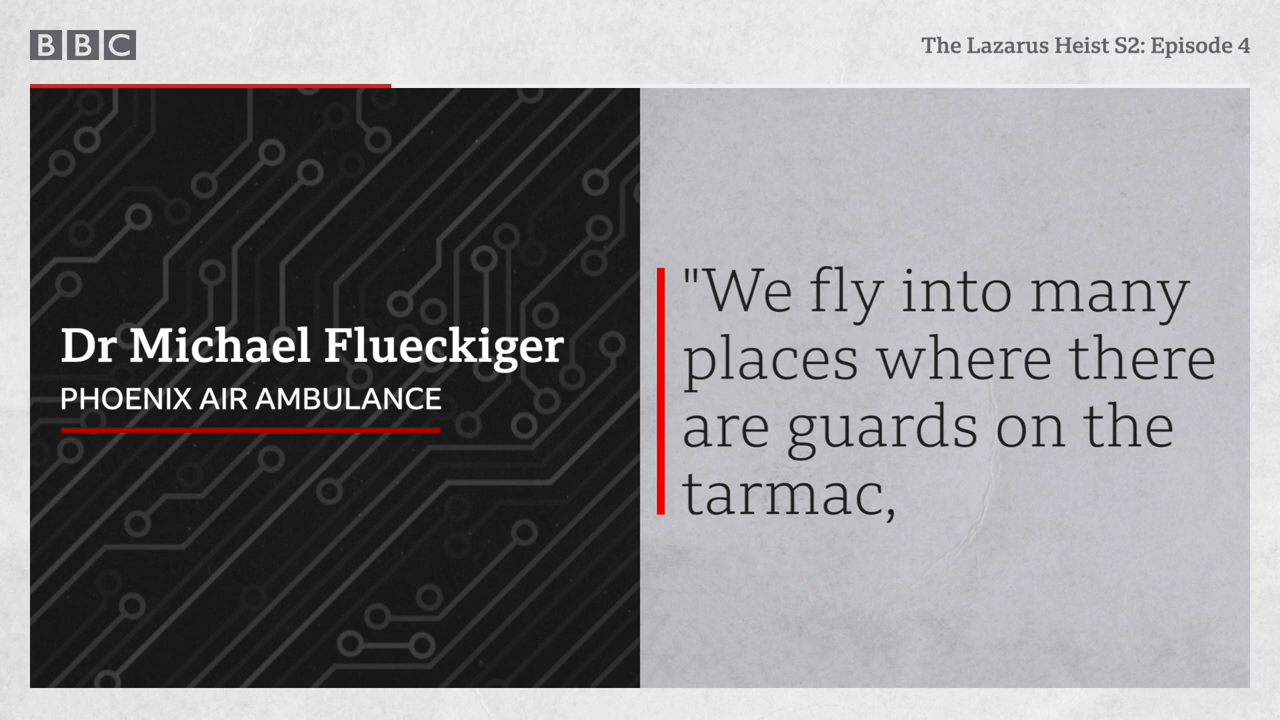 BBC
The Lazarus Heist S2: Episode 4
Dr Michael Flueckiger
PHOENIX AIR AMBULANCE
"We fly into many
places where there
are guards on the
tarmac,